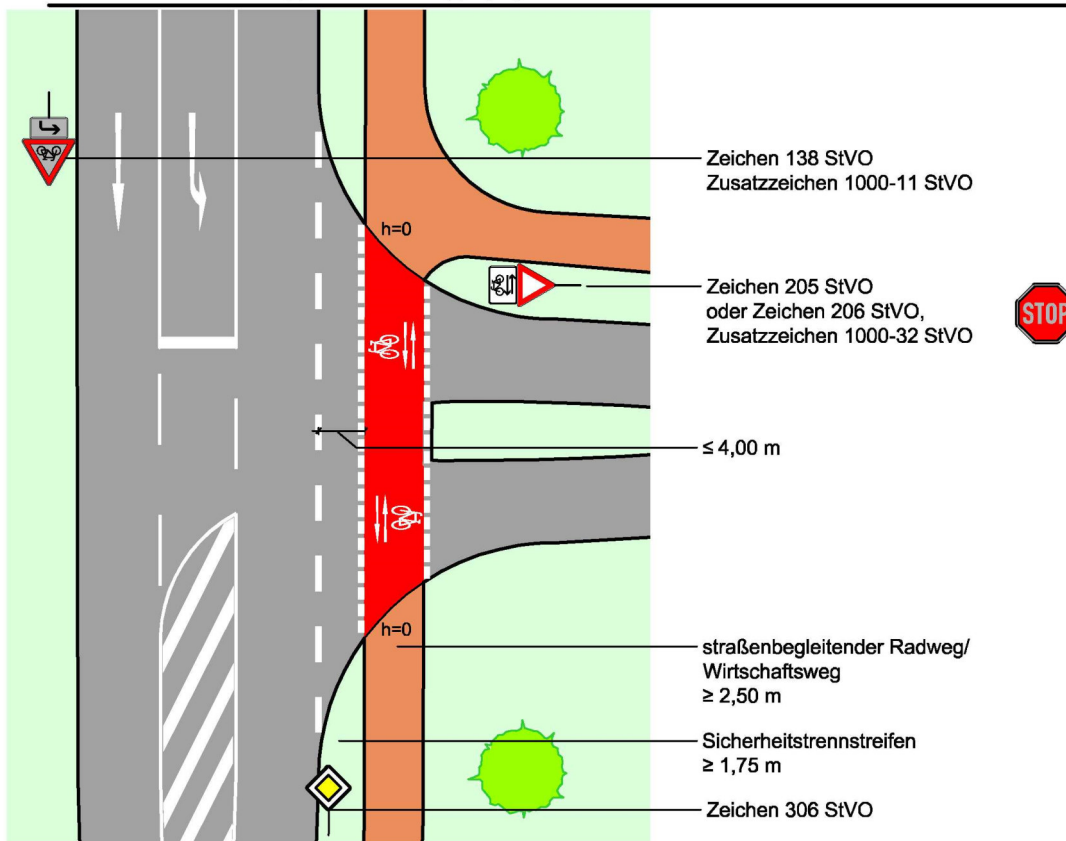 Zeichen 138 StVO
Zusatzzeichen 1000-11 StVO
h=0
Zeichen 205 StVO
oder Zeichen 206 StVO,
Zusatzzeichen 1000-32 StVO
STOP
≤ 4,00 m
h=0
straßenbegleitender Radweg/
Wirtschaftsweg
≥ 2,50 m
Sicherheitstrennstreifen
≥ 1,75 m
Zeichen 306 StVO